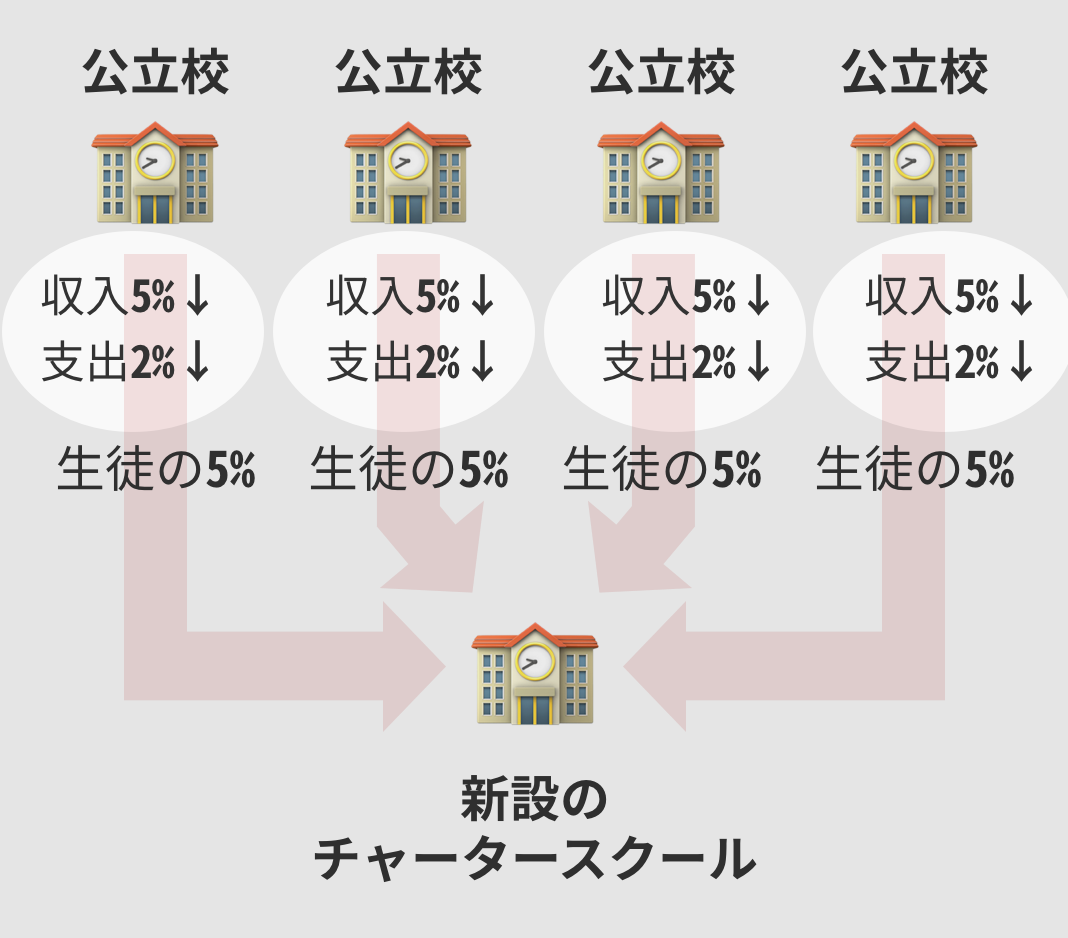 公立校
公立校
公立校
公立校
収入5%↓
支出2%↓
収入5%↓
支出2%↓
収入5%↓
支出2%↓
収入5%↓
支出2%↓
生徒の5%
生徒の5%
生徒の5%
生徒の5%
新設の
チャータースクール